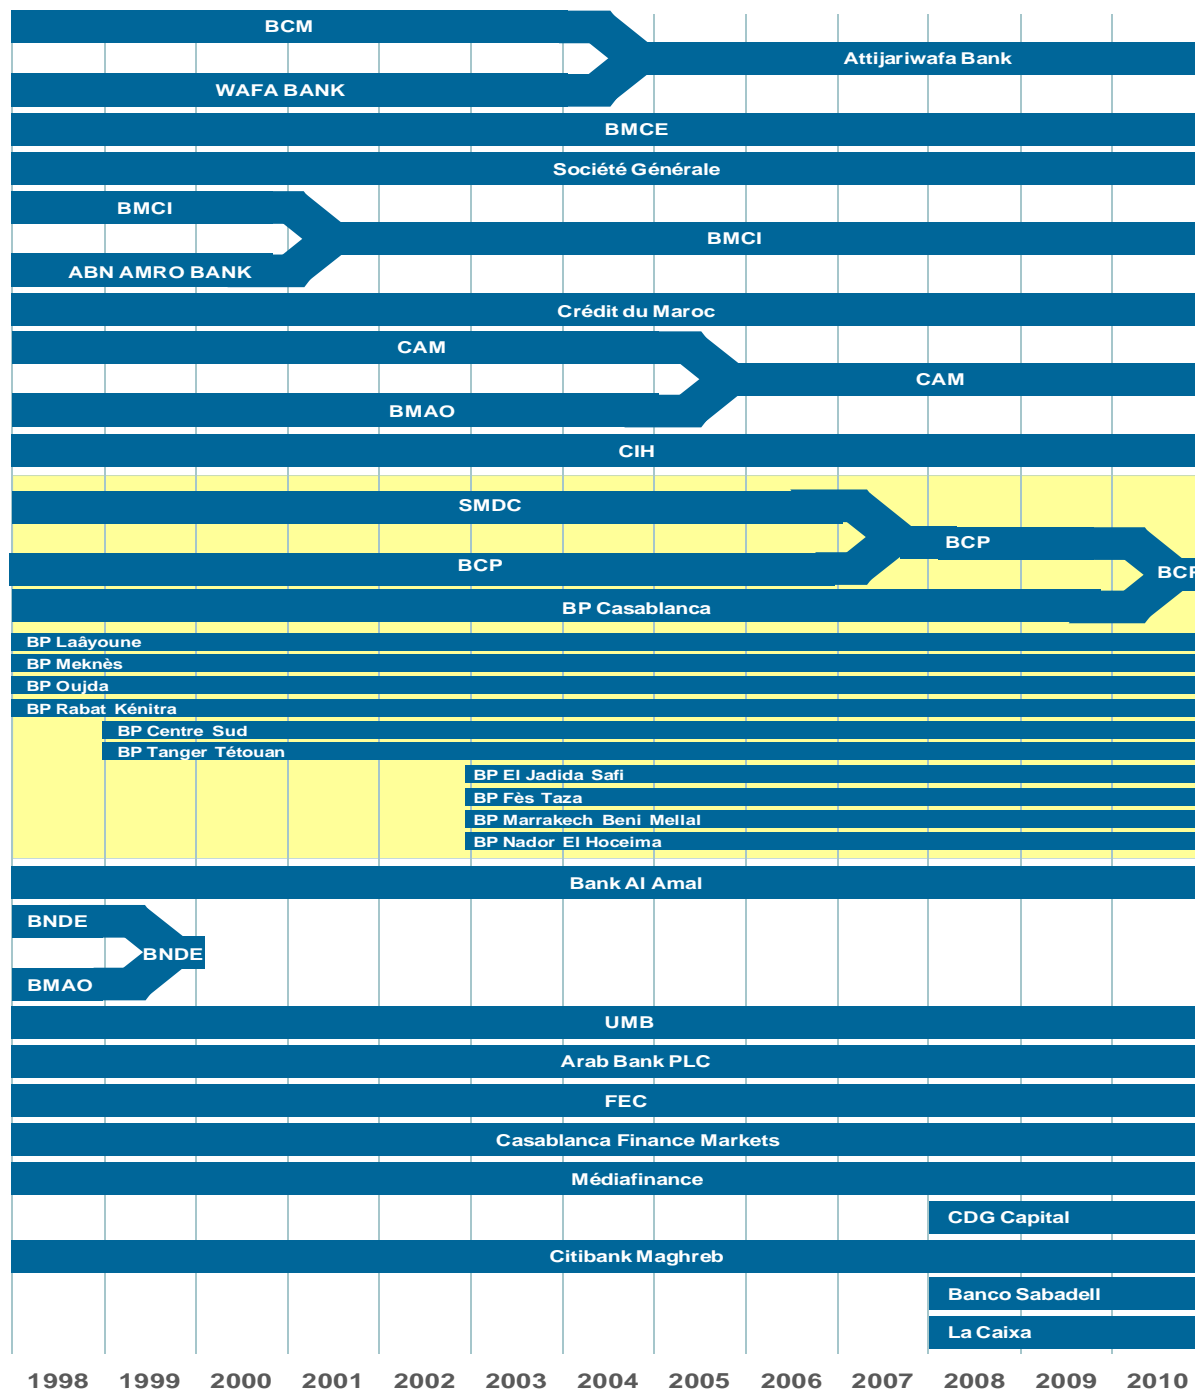 BCM
Attijariwafa Bank
WAFA BANK
BMCE
Société Générale
BMCI
BMCI
ABN AMRO BANK
Crédit du Maroc
CAM
CAM
BMAO
CIH
SMDC
BCP
BCP
BCP
BP Casablanca
BP Laâyoune
BP Meknès
BP Oujda
BP Rabat Kénitra
BP Centre Sud
BP Tanger Tétouan
BP El Jadida Safi
BP Fès Taza
BP Marrakech Beni Mellal
BP Nador El Hoceima
Bank Al Amal
BNDE
BNDE
BMAO
UMB
Arab Bank PLC
FEC
Casablanca Finance Markets
Médiafinance
CDG Capital
Citibank Maghreb
Banco Sabadell
La Caixa
1998 1999 2000 2001 2002 2003 2004 2005 2006 2007 2008 2009 2010